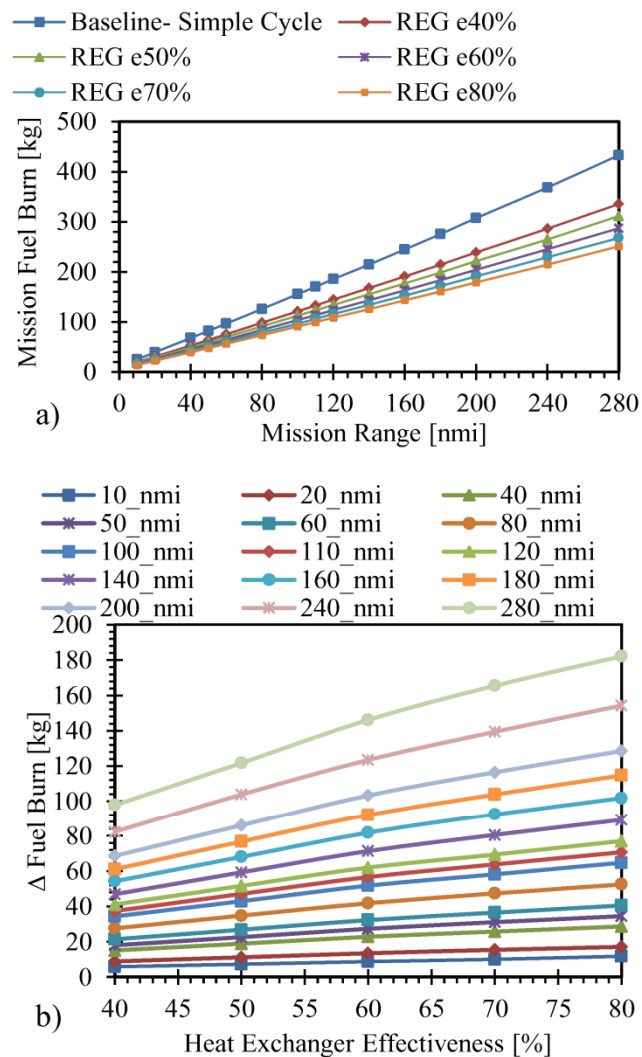 Baseline- Simple Cycle REG e40%
REG e50% REG e60%
REG e70% REG e80%
500
400
300
200
100
0
Mission Fuel Burn [kg]
0 40 80 120 160 200 240 280
Mission Range [nmi]
a)
10_nmi 20_nmi 40_nmi
50_nmi 60_nmi 80_nmi
100_nmi 110_nmi 120_nmi
140_nmi 160_nmi 180_nmi
200_nmi 240_nmi 280_nmi
200
180
160
140
120
100
80
60
40
20
0
Δ Fuel Burn [kg]
40 45 50 55 60 65 70 75 80
Heat Exchanger Effectiveness [%]
b)